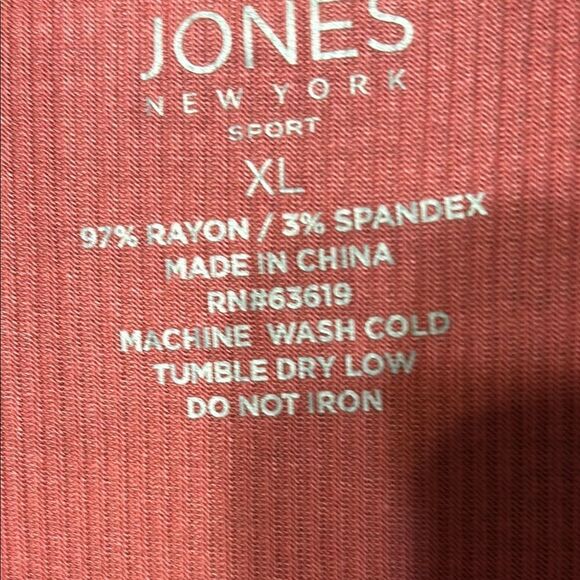 JONES
NEW YORK
SPORT
XL
97% RAYON / 3% SPANDEX
MADE IN CHINA
RN#63619
MACHINE WASH COLD
TUMBLE DRY LOW
DO NOT IRON